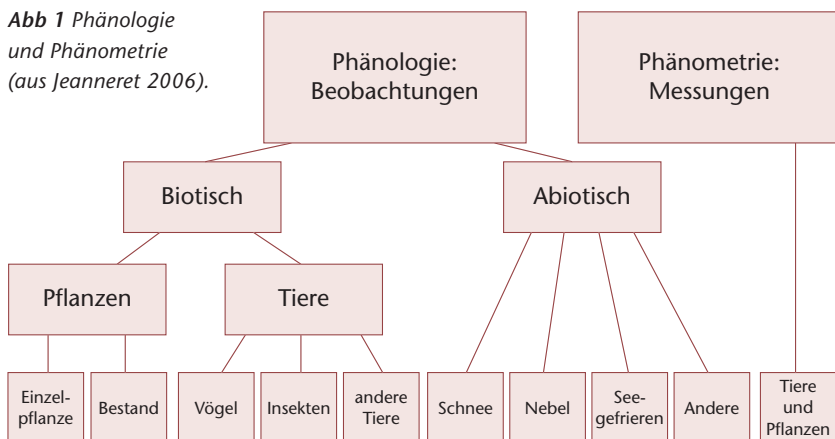 Abb 1 Phänologie
und Phänometrie
(aus Jeanneret 2006).
Phänologie:
Beobachtungen
Phänometrie:
Messungen
Biotisch
Abiotisch
Pflanzen
Tiere
Einzel-
pflanze
Bestand
Vögel
Insekten
andere
Tiere
Schnee
Nebel
See-
gefrieren
Andere
Tiere
und
Pflanzen